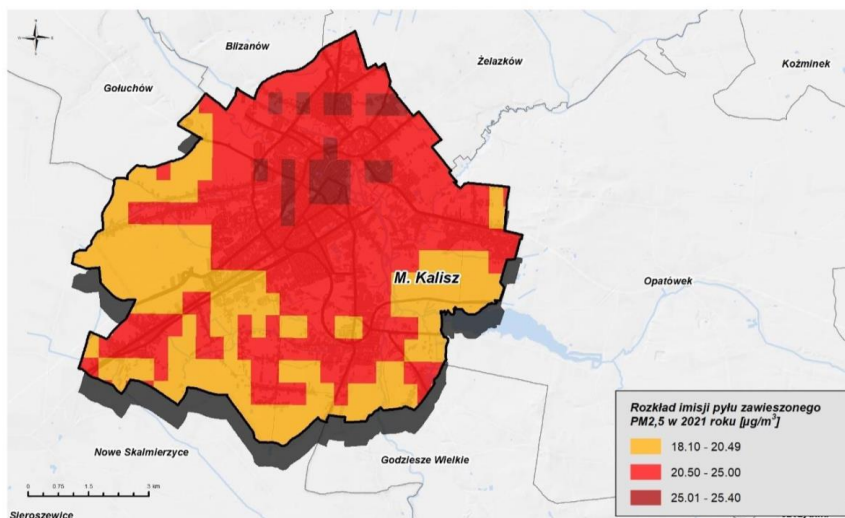 Blizanów
Żelazków
Koźminek
Gołuchów
M. Kalisz
Opatówek
Rozkład imisji pyłu zawieszonego
PM2,5 w 2021 roku [µg/m³]
18.10 - 20.49
20.50 - 25.00
25.01 - 25.40
Nowe Skalmierzyce
Godziesze Wielkie
0 0.75 1.5 3 km
Sieroszewice